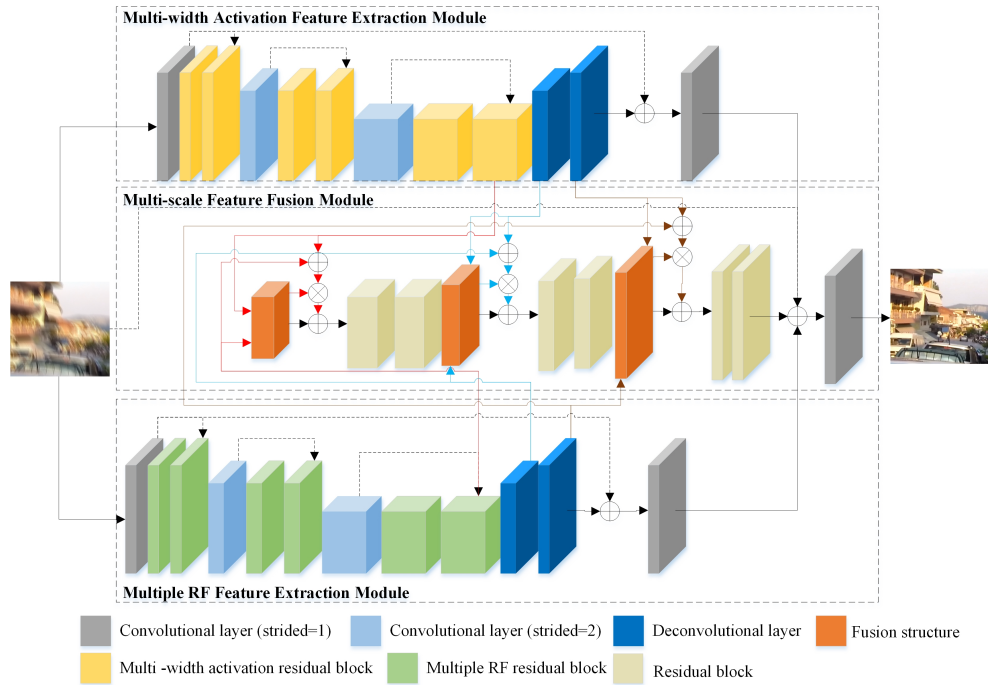 Multi-width Activation Feature Extraction Module
Multi-scale Feature Fusion Module
Multiple RF Feature Extraction Module
Convolutional layer (strided=1)
Convolutional layer (strided=2)
Deconvolutional layer
Fusion structure
Multi -width activation residual block
Multiple RF residual block
Residual block